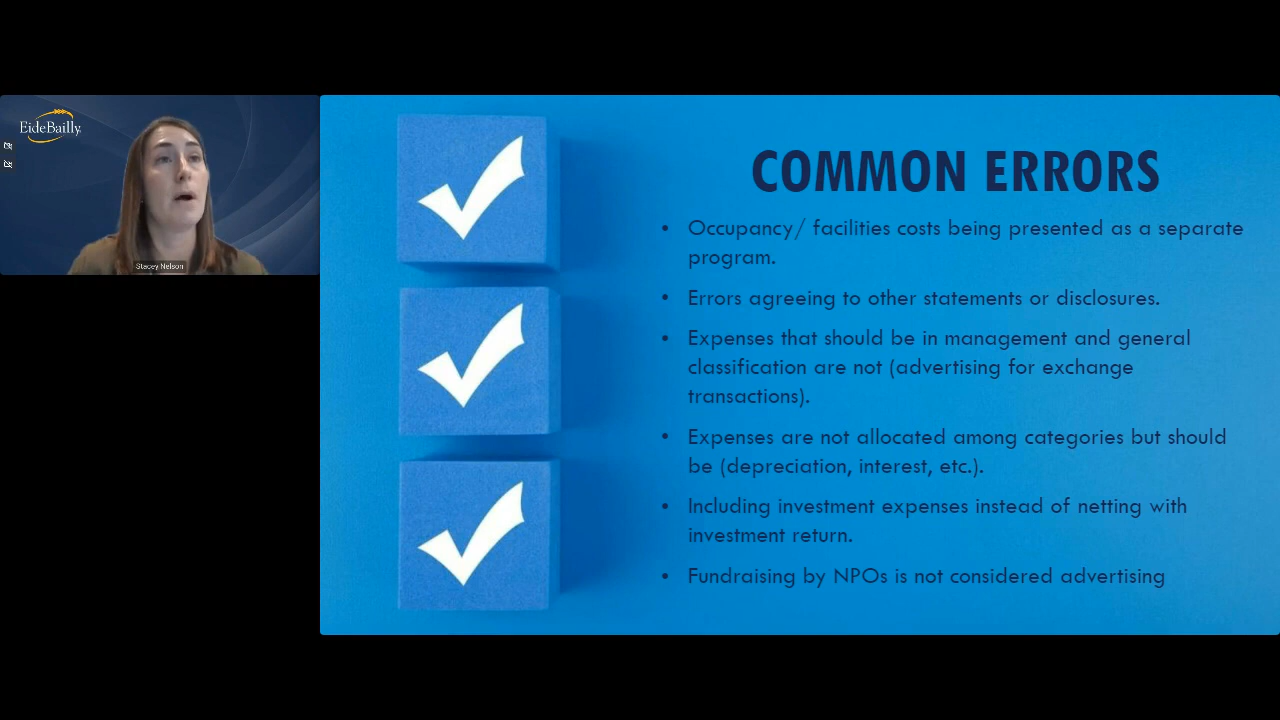 EideBailly
Stacey Nelson
COMMON ERRORS
• Occupancy/ facilities costs being presented as a separate
program.
• Errors agreeing to other statements or disclosures.
• Expenses that should be in management and general
classification are not (advertising for exchange
transactions).
• Expenses are not allocated among categories but should
be (depreciation, interest, etc.).
• Including investment expenses instead of netting with
investment return.
• Fundraising by NPOs is not considered advertising